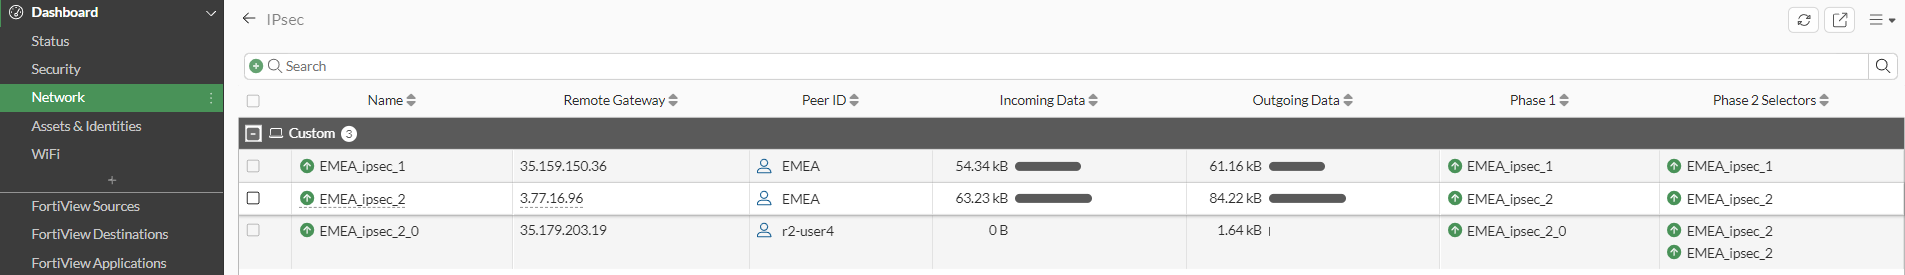 Dashboard
Status
Security
Network
Assets & Identities
WiFi
+
FortiView Sources
FortiView Destinations
FortiView Applications
IPsec
Search
Name Remote Gateway Peer ID Incoming Data Outgoing Data Phase 1 Phase 2 Selectors
Custom 3
EMEA_ipsec_1 35.159.150.36 EMEA 54.34 kB 61.16 kB EMEA_ipsec_1 EMEA_ipsec_1
EMEA_ipsec_2 3.77.16.96 EMEA 63.23 kB 84.22 kB EMEA_ipsec_2 EMEA_ipsec_2
EMEA_ipsec_2_0 35.179.203.19 r2-user4 0 B 1.64 kB EMEA_ipsec_2_0 EMEA_ipsec_2
EMEA_ipsec_2